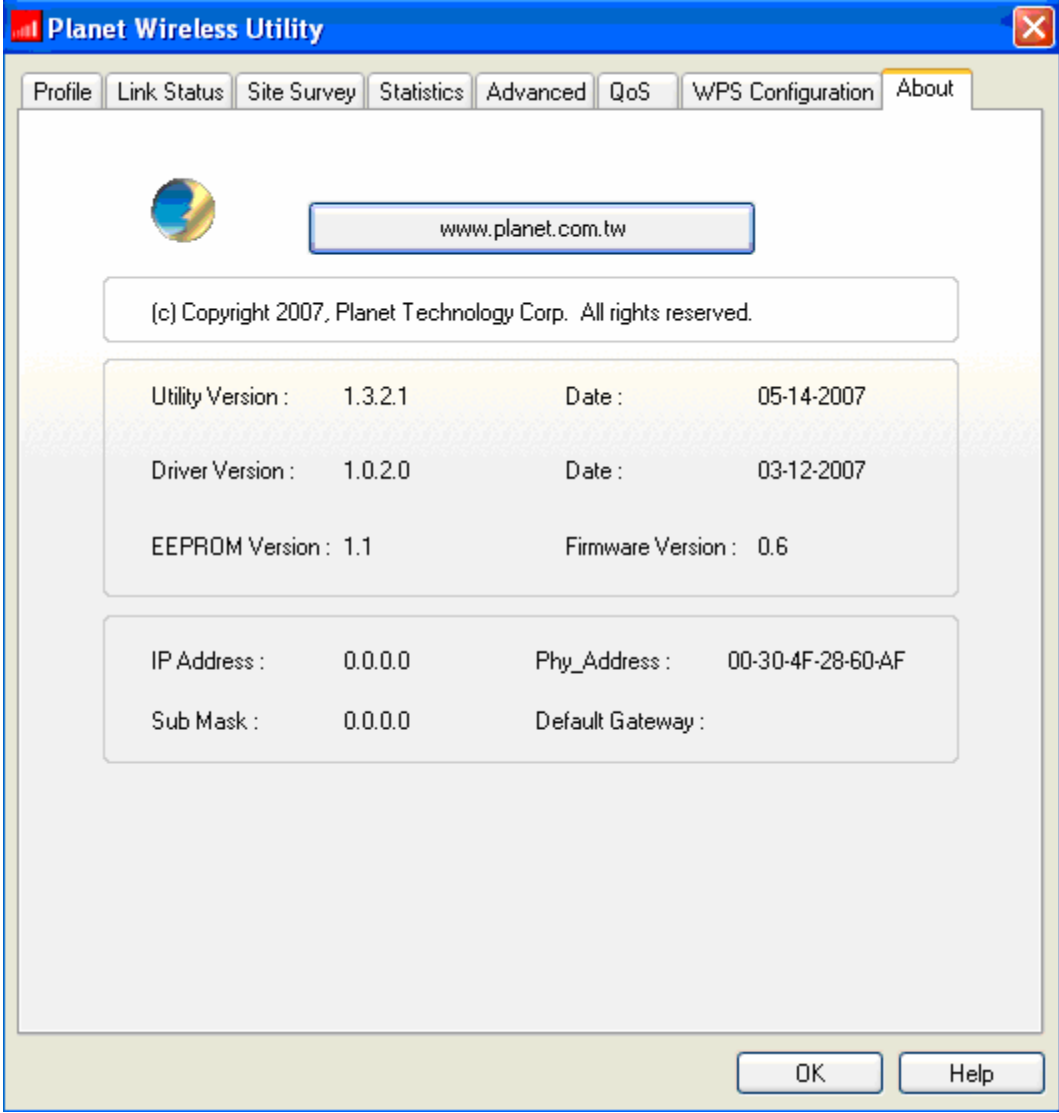 Planet Wireless Utility
Profile Link Status Site Survey Statistics Advanced QoS WPS Configuration About
www.planet.com.tw
(c) Copyright 2007, Planet Technology Corp. All rights reserved.
Utility Version : 1.3.2.1 Date : 05-14-2007
Driver Version : 1.0.2.0 Date : 03-12-2007
EEPROM Version : 1.1 Firmware Version : 0.6
IP Address : 0.0.0.0 Phy_Address : 00-30-4F-28-60-AF
Sub Mask : 0.0.0.0 Default Gateway :
OK Help